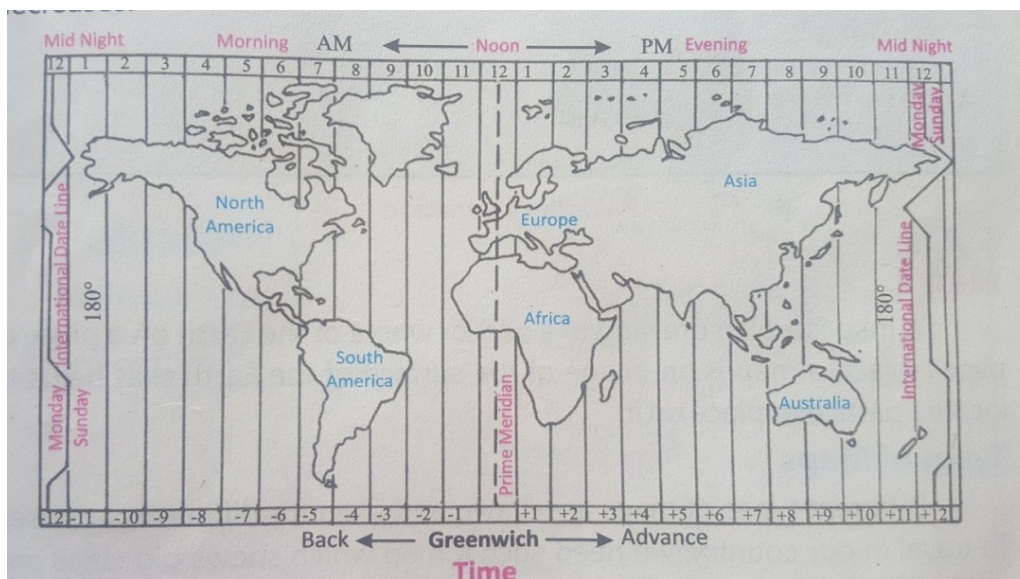 Mid Night Morning AM Noon PM Evening Mid Night
12 1 2 3 4 5 6 7 8 9 10 11 12 1 2 3 4 5 6 7 8 9 10 11 12
Monday
Sunday
North
America
Asia
Europe
Monday
Sunday
International Date Line
180°
Africa
South
America
Prime Meridian
Australia
180°
International Date Line
-12 -11 -10 -9 -8 -7 -6 -5 -4 -3 -2 -1 +1 +2 +3 +4 +5 +6 +7 +8 +9 +10 +11 +12
Back Greenwich Advance
Time